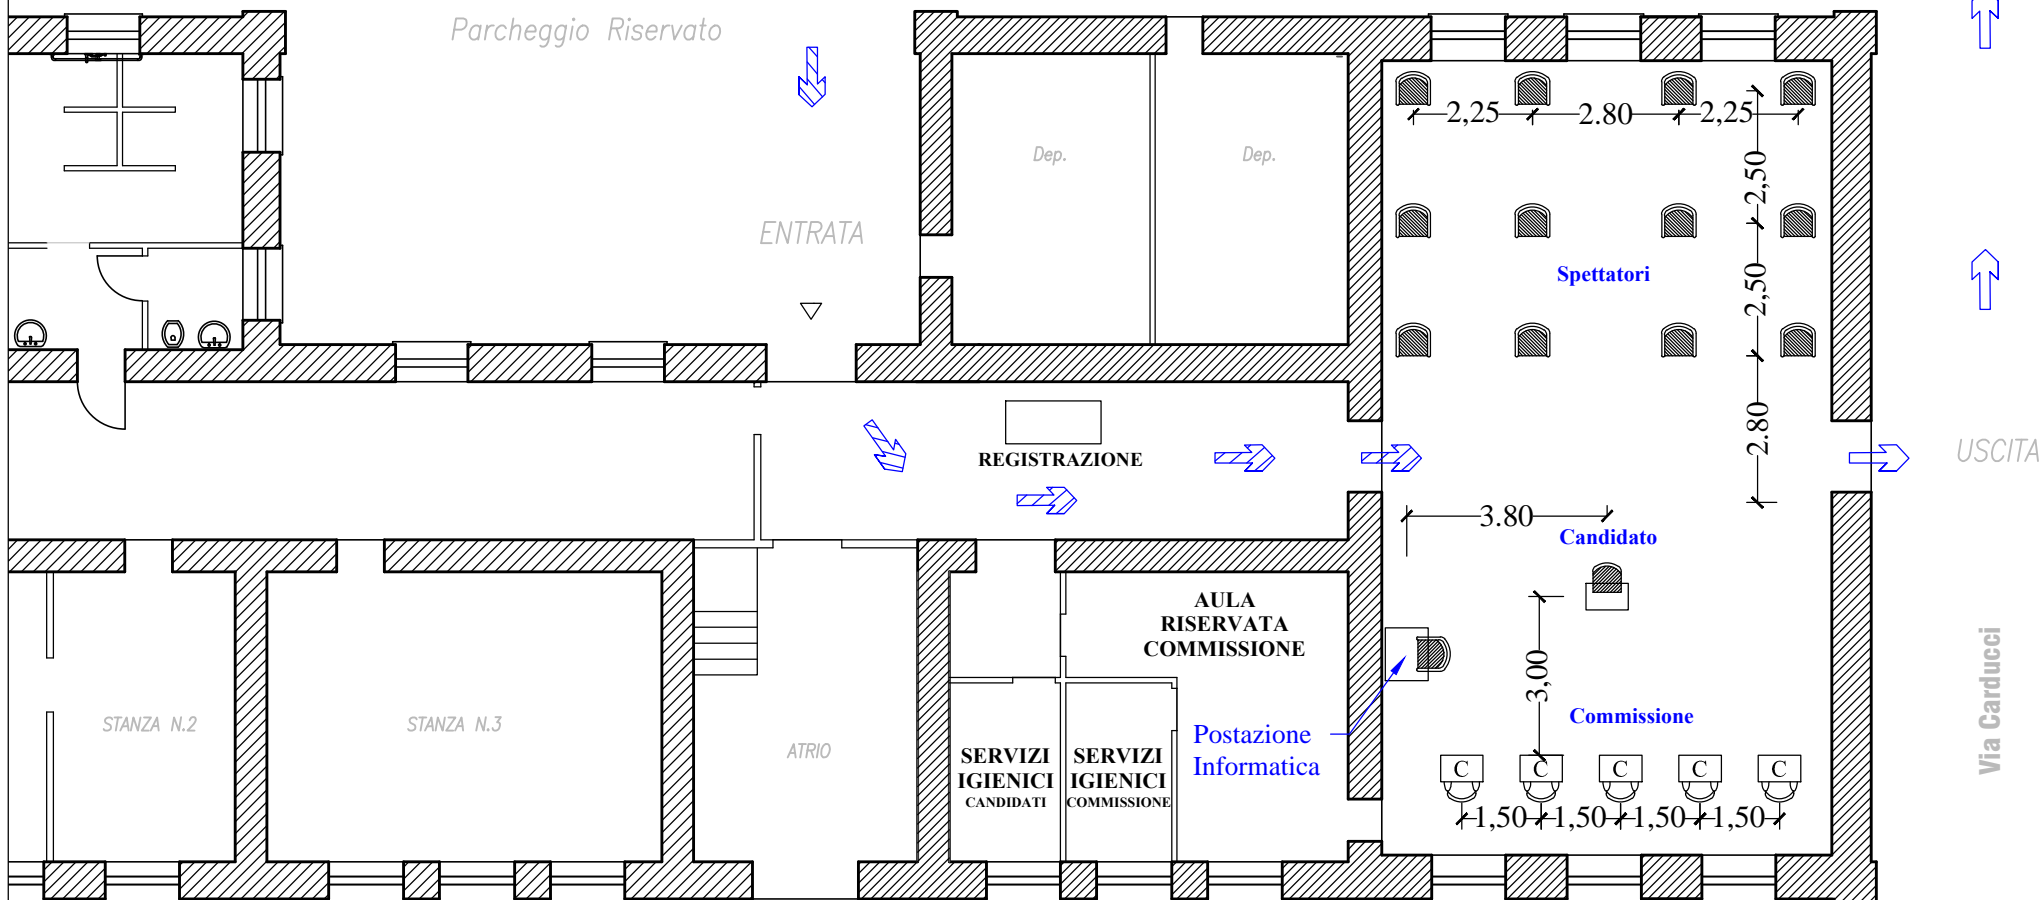 Parcheggio Riservato
2,25
2.80
2,25
Dep.
Dep.
2,50
ENTRATA
Spettatori
2,50
2.80
REGISTRAZIONE
USCITA
3.80
Candidato
AULA
RISERVATA
COMMISSIONE
3,00
Via Carducci
STANZA N.2
STANZA N.3
ATRIO
Commissione
Postazione
Informatica
SERVIZI
IGIENICI
CANDIDATI
SERVIZI
IGIENICI
COMMISSIONE
C
C
C
C
C
1,50
1,50
1,50
1,50